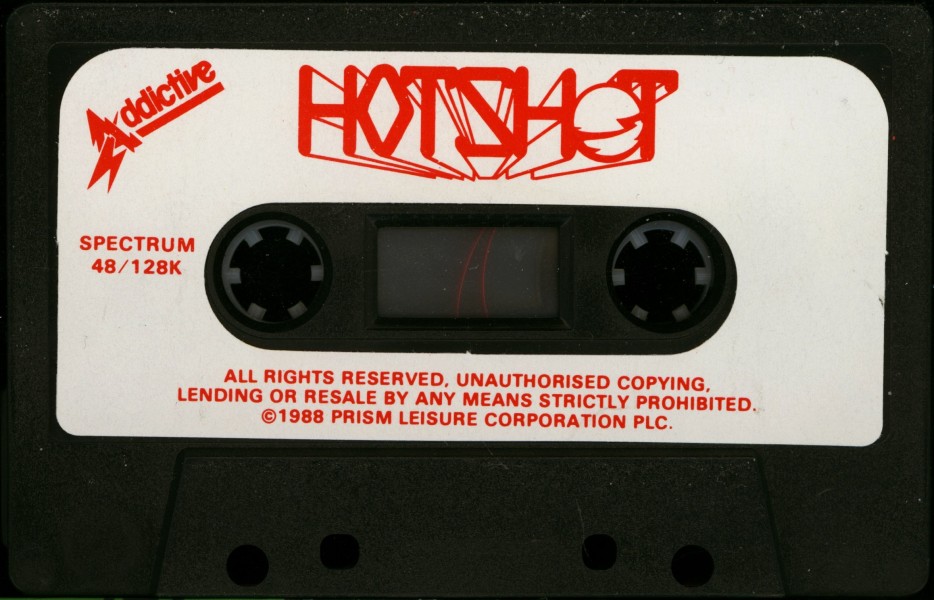 Addictive
HOTSHOT
SPECTRUM
48/128K
ALL RIGHTS RESERVED, UNAUTHORISED COPYING,
LENDING OR RESALE BY ANY MEANS STRICTLY PROHIBITED.
©1988 PRISM LEISURE CORPORATION PLC.